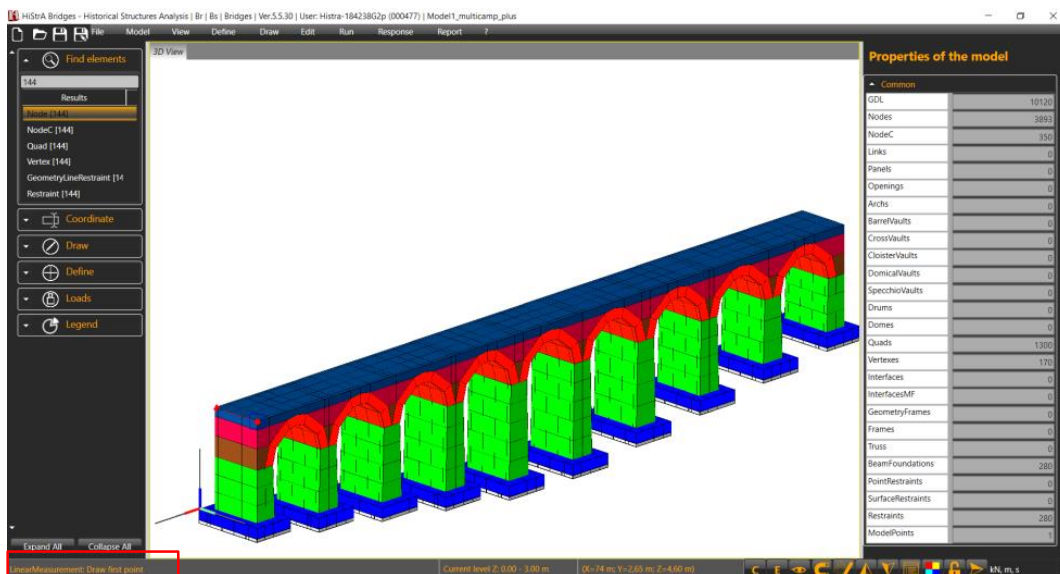 HiStrA Bridges - Historical Structures Analysis | Br | Bs | Bridges | Ver.5.5.30 | User: Histra-184238G2p (000477) | Model1_multicamp_plus
File Model View Define Draw Edit Run Response Report ?
Find elements
144
Results
Node [144]
NodeC [144]
Quad [144]
Vertex [144]
GeometryLineRestraint [14
Restraint [144]
Coordinate
Draw
Define
Loads
Legend
Expand All Collapse All
3D View
Properties of the model
Common
GDL 10120
Nodes 3893
NodeC 350
Links 0
Panels 0
Openings 0
Archs 0
BarrelVaults 0
CrossVaults 0
CloisterVaults 0
DomicalVaults 0
SpecchioVaults 0
Drums 0
Domes 0
Quads 1300
Vertexes 170
Interfaces 0
InterfacesMF 0
GeometryFrames 0
Frames 0
Truss 0
BeamFoundations 280
PointRestraints 0
SurfaceRestraints 0
Restraints 280
ModelPoints 1
LinearMeasurement: Draw first point
Current level Z: 0,00 - 3.00 m
(X=74 m; Y=2,65 m; Z=4,60 m)
C E
kN, m, s